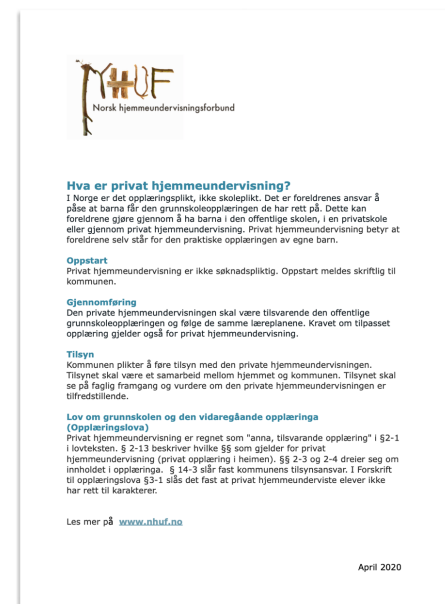 NHUF
Norsk hjemmeundervisningsforbund
Hva er privat hjemmeundervisning?
I Norge er det opplæringsplikt, ikke skoleplikt. Det er foreldrenes ansvar å
påse at barna får den grunnskoleopplæringen de har rett på. Dette kan
foreldrene gjøre gjennom å ha barna i den offentlige skolen, i en privatskole
eller gjennom privat hjemmeundervisning. Privat hjemmeundervisning betyr at
foreldrene selv står for den praktiske opplæringen av egne barn.
Oppstart
Privat hjemmeundervisning er ikke søknadspliktig. Oppstart meldes skriftlig til
kommunen.
Gjennomføring
Den private hjemmeundervisningen skal være tilsvarende den offentlige
grunnskoleopplæringen og følge de samme læreplanene. Kravet om tilpasset
opplæring gjelder også for privat hjemmeundervisning.
Tilsyn
Kommunen plikter å føre tilsyn med den private hjemmeundervisningen.
Tilsynet skal være et samarbeid mellom hjemmet og kommunen. Tilsynet skal
se på faglig framgang og vurdere om den private hjemmeundervisningen er
tilfredstillende.
Lov om grunnskolen og den vidaregåande opplæringa
(Opplæringslova)
Privat hjemmeundervisning er regnet som "anna, tilsvarande opplæring" i §2-1
i lovteksten. § 2-13 beskriver hvilke §§ som gjelder for privat
hjemmeundervisning (privat opplæring i heimen). §§ 2-3 og 2-4 dreier seg om
innholdet i opplæringa. § 14-3 slår fast kommunens tilsynsansvar. I Forskrift
til opplæringslova §3-1 slås det fast at privat hjemmeunderviste elever ikke
har rett til karakterer.
Les mer på www.nhuf.no
April 2020